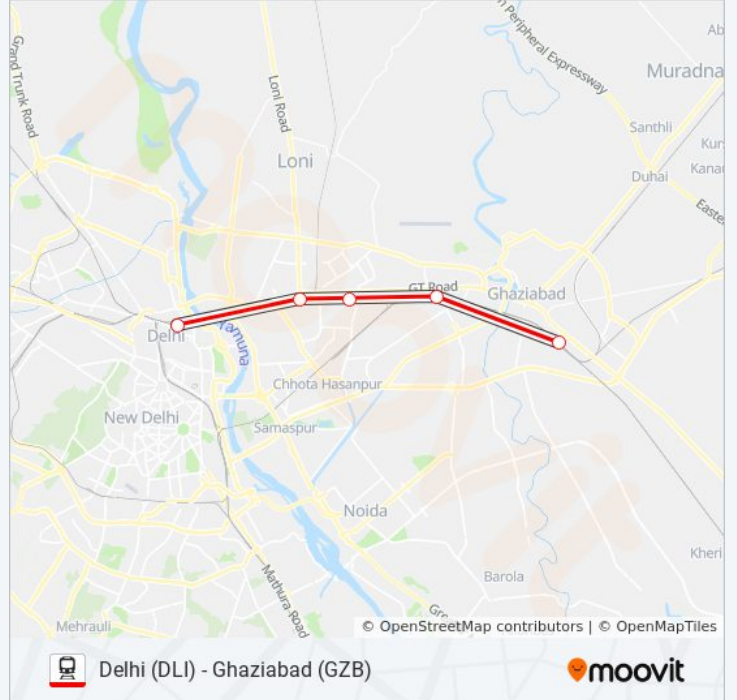 n Peripheral Expressway
Ab
Grand Trunk Road
Muradna
Loni Road
Santhli
Kur
Loni
Kana
Duhai
Easte
GT Road
Ghaziabad
Delhi
Yamuna
Chhota Hasanpur
New Delhi
Samaspur
Noida
Kheri
Mathura Road
Barola
Gre
Mehrauli
© OpenStreetMap contributors | © OpenMapTiles
Delhi (DLI) - Ghaziabad (GZB)
moovit